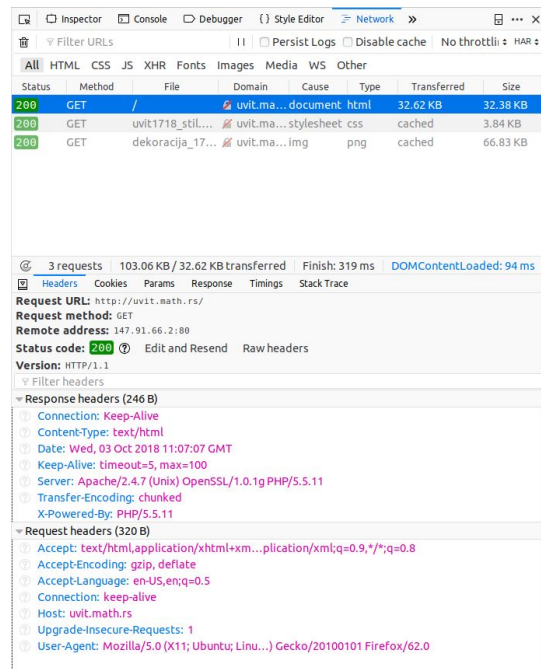 Inspector Console Debugger {} Style Editor Network »
Filter URLs Persist Logs Disable cache No throttli HAR
All HTML CSS JS XHR Fonts Images Media WS Other
Status Method File Domain Cause Type Transferred Size
200 GET / uvit.ma... document html 32.62 KB 32.38 KB
200 GET uvit1718_stil.... uvit.ma... stylesheet css cached 3.84 KB
200 GET dekoracija_17... uvit.ma... img png cached 66.83 KB
3 requests 103.06 KB / 32.62 KB transferred Finish: 319 ms DOMContentLoaded: 94 ms
Headers Cookies Params Response Timings Stack Trace
Request URL: http://uvit.math.rs/
Request method: GET
Remote address: 147.91.66.2:80
Status code: 200 ? Edit and Resend Raw headers
Version: HTTP/1.1
Filter headers
Response headers (246 B)
? Connection: Keep-Alive
? Content-Type: text/html
? Date: Wed, 03 Oct 2018 11:07:07 GMT
? Keep-Alive: timeout=5, max=100
? Server: Apache/2.4.7 (Unix) OpenSSL/1.0.1g PHP/5.5.11
? Transfer-Encoding: chunked
X-Powered-By: PHP/5.5.11
Request headers (320 B)
? Accept: text/html,application/xhtml+xm...plication/xml;q=0.9,*/*;q=0.8
? Accept-Encoding: gzip, deflate
? Accept-Language: en-US,en;q=0.5
? Connection: keep-alive
? Host: uvit.math.rs
? Upgrade-Insecure-Requests: 1
? User-Agent: Mozilla/5.0 (X11; Ubuntu; Linu...) Gecko/20100101 Firefox/62.0